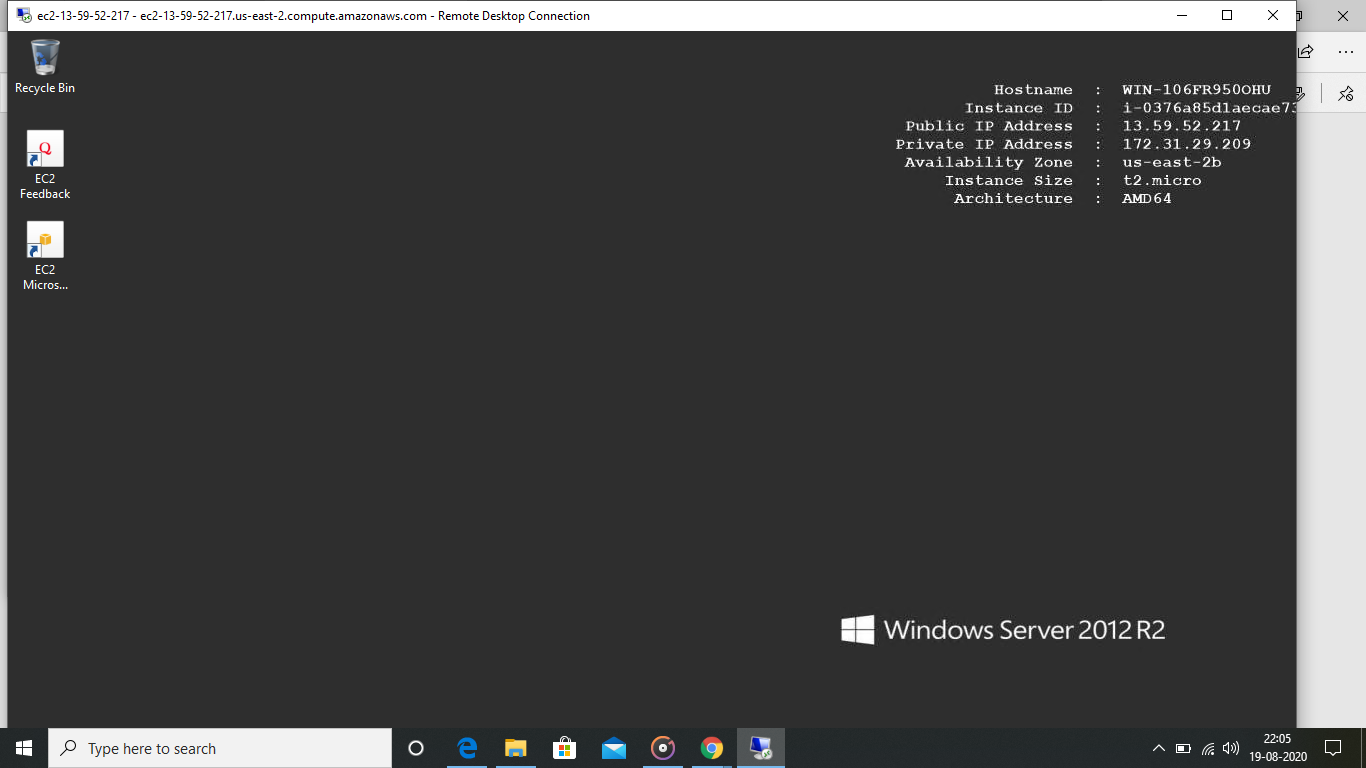 ec2-13-59-52-217 - ec2-13-59-52-217.us-east-2.compute.amazonaws.com - Remote Desktop Connection
Recycle Bin
Q
EC2
Feedback
EC2
Micros...
Hostname : WIN-106FR950OHU
Instance ID : i-0376a85d1aecae73
Public IP Address : 13.59.52.217
Private IP Address : 172.31.29.209
Availability Zone : us-east-2b
Instance Size : t2.micro
Architecture : AMD64
Windows Server 2012 R2
Type here to search
22:05
19-08-2020